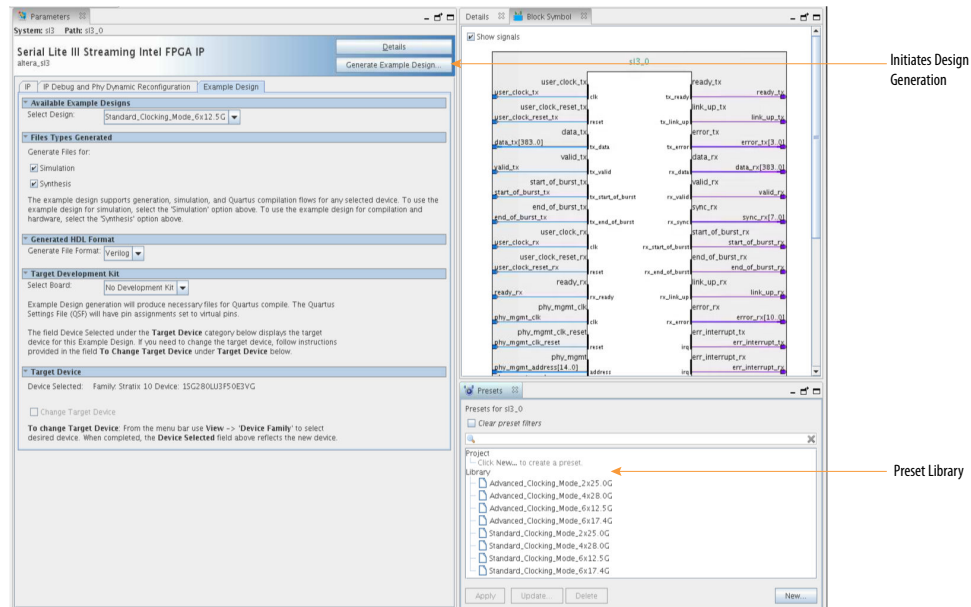 Parameters
System: sl3 Path: sl3_0
Serial Lite III Streaming Intel FPGA IP
altera_sl3
Details
Generate Example Design...
IP
IP Debug and Phy Dynamic Reconfiguration
Example Design
Available Example Designs
Select Design: Standard_Clocking_Mode_6x12.5G
Files Types Generated
Generate Files for:
Simulation
Synthesis
The example design supports generation, simulation, and Quartus compilation flows for any selected device. To use the
example design for simulation, select the 'Simulation' option above. To use the example design for compilation and
hardware, select the 'Synthesis' option above.
Generated HDL Format
Generate File Format: Verilog
Target Development Kit
Select Board: No Development Kit
Example Design generation will produce necessary files for Quartus compile. The Quartus
Settings File (QSF) will have pin assignments set to virtual pins.
The field Device Selected under the Target Device category below displays the target
device for this Example Design. If you need to change the target device, follow instructions
provided in the field To Change Target Device under Target Device below.
Target Device
Device Selected: Family: Stratix 10 Device: 1SG280LU3F50E3VG
Change Target Device
To change Target Device: From the menu bar use View -> 'Device Family' to select
desired device. When completed, the Device Selected field above reflects the new device.
Details
Block Symbol
Show signals
sl3_0
user_clock_tx
user_clock_tx
clk
user_clock_reset_tx
user_clock_reset_tx
reset
data_tx
data_tx[383..0]
tx_data
valid_tx
valid_tx
tx_valid
start_of_burst_tx
start_of_burst_tx
tx_start_of_burst
end_of_burst_tx
end_of_burst_tx
tx_end_of_burst
user_clock_rx
user_clock_rx
clk
user_clock_reset_rx
user_clock_reset_rx
reset
ready_rx
ready_rx
rx_ready
phy_mgmt_clk
phy_mgmt_clk
clk
phy_mgmt_clk_reset
phy_mgmt_clk_reset
reset
phy_mgmt
phy_mgmt_address[14..0]
address
ready_tx
tx_ready
ready_tx
link_up_tx
tx_link_up
link_up_tx
error_tx
tx_error
error_tx[3..0]
data_rx
rx_data
data_rx[383..0]
valid_rx
rx_valid
valid_rx
sync_rx
rx_sync
sync_rx[7..0]
start_of_burst_rx
rx_start_of_burst
start_of_burst_rx
end_of_burst_rx
rx_end_of_burst
end_of_burst_rx
link_up_rx
rx_link_up
link_up_rx
error_rx
rx_error
error_rx[10..0]
err_interrupt_tx
irq
err_interrupt_tx
err_interrupt_rx
irq
err_interrupt_rx
Presets
Presets for sl3_0
Clear preset filters
Project
Click New... to create a preset.
Library
Advanced_Clocking_Mode_2x25.0G
Advanced_Clocking_Mode_4x28.0G
Advanced_Clocking_Mode_6x12.5G
Advanced_Clocking_Mode_6x17.4G
Standard_Clocking_Mode_2x25.0G
Standard_Clocking_Mode_4x28.0G
Standard_Clocking_Mode_6x12.5G
Standard_Clocking_Mode_6x17.4G
Apply
Update...
Delete
New...
Initiates Design
Generation
Preset Library